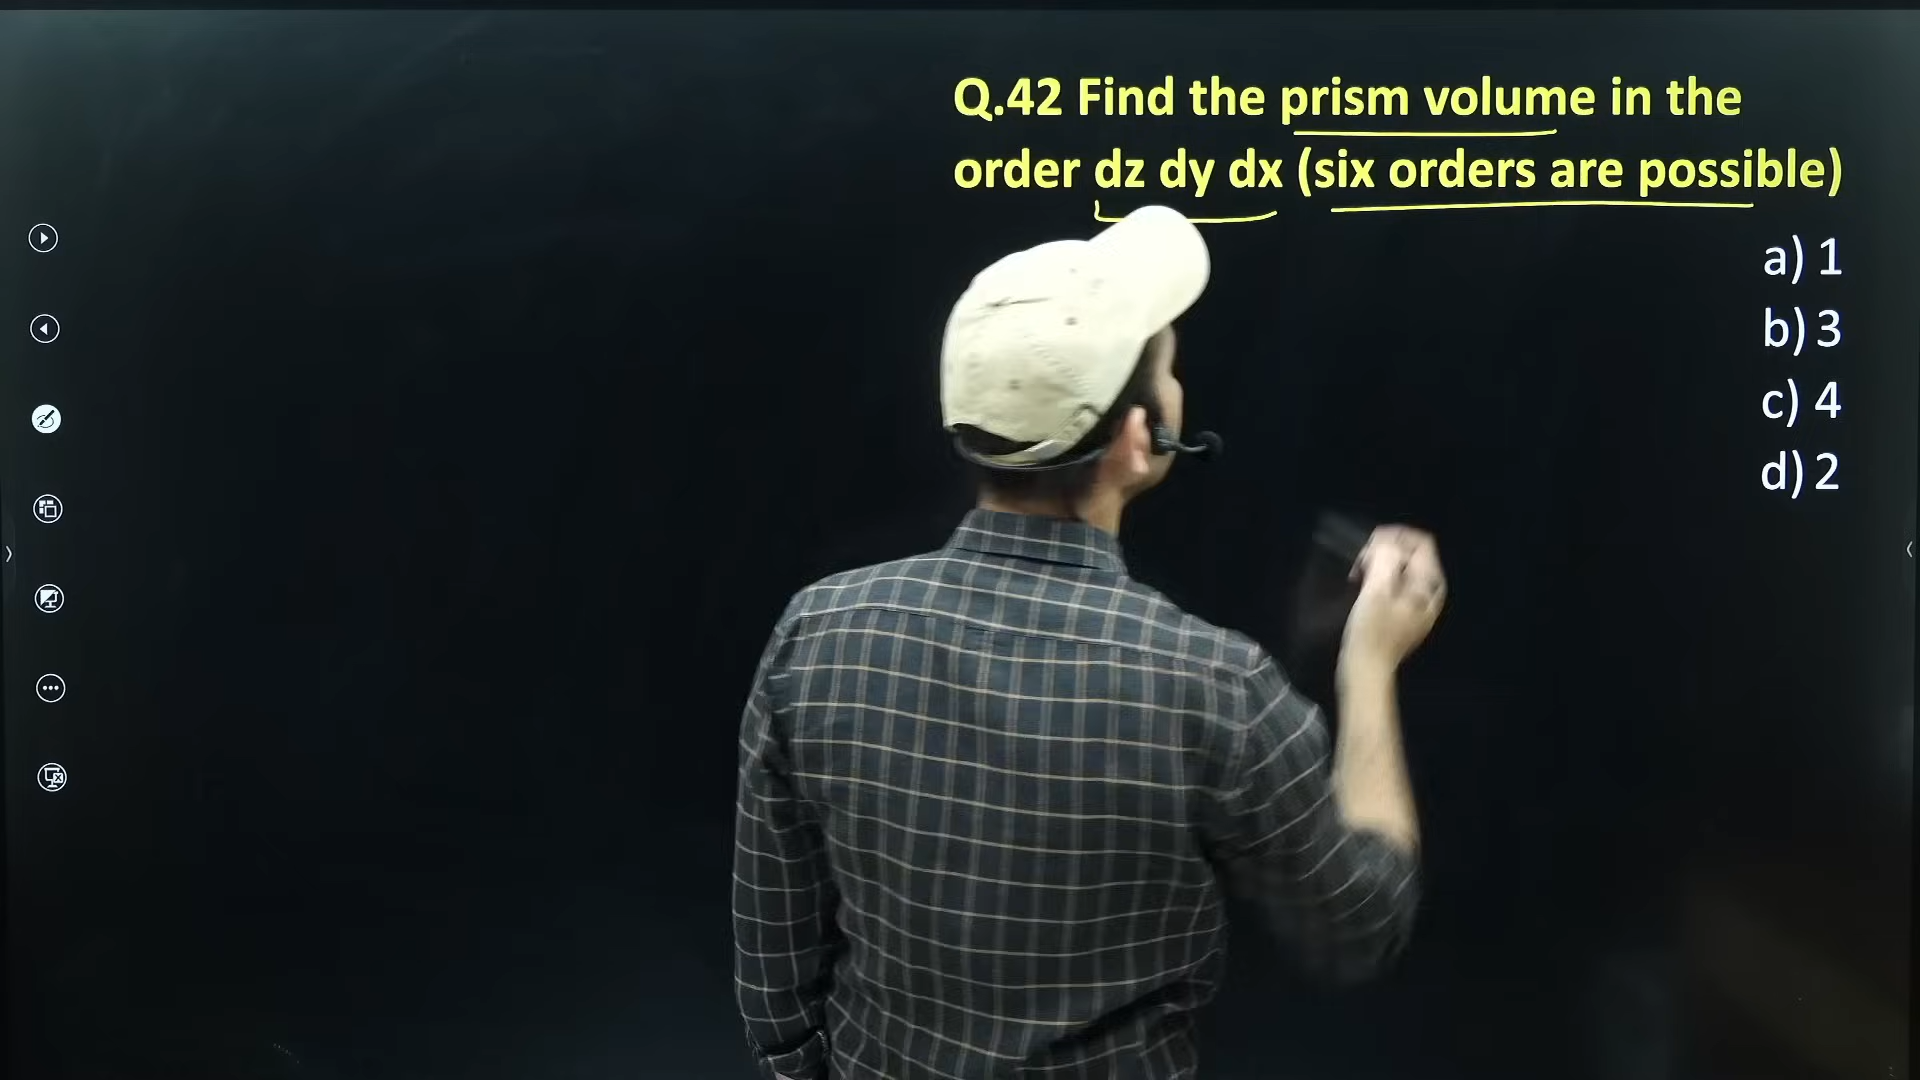 Q.42 Find the prism volume in the
order dz dy dx (six orders are possible)
a) 1
b) 3
c) 4
d) 2